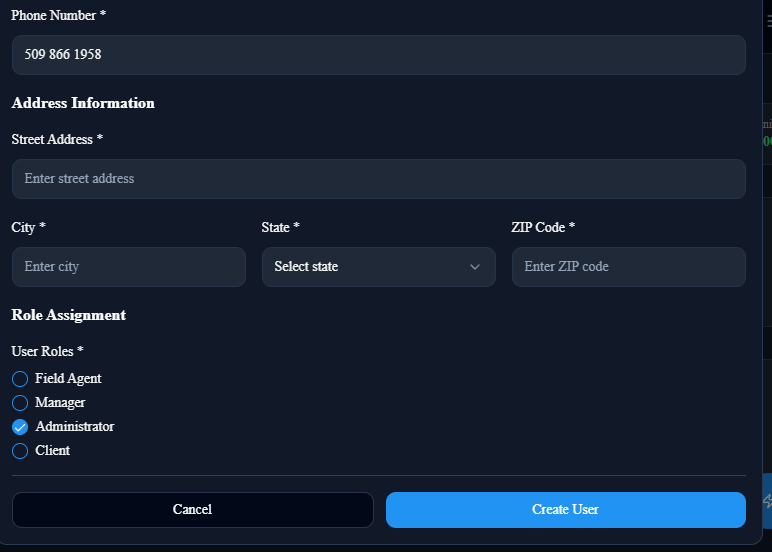 Phone Number *
509 866 1958
Address Information
Street Address *
Enter street address
City * State * ZIP Code *
Enter city Select state Enter ZIP code
Role Assignment
User Roles *
Field Agent
Manager
Administrator
Client
Cancel Create User